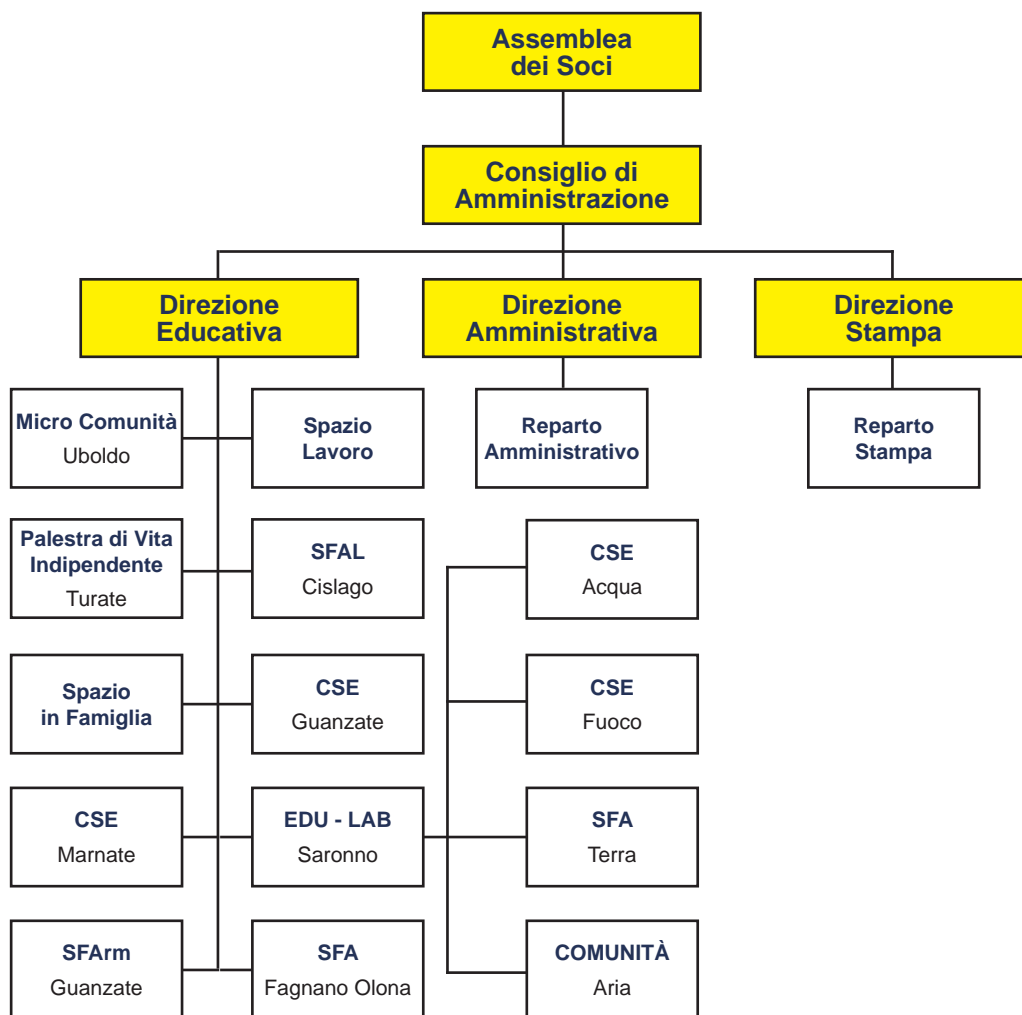 Assemblea
dei Soci
Consiglio di
Amministrazione
Direzione
Educativa
Direzione
Amministrativa
Direzione
Stampa
Micro Comunità
Uboldo
Spazio
Lavoro
Reparto
Amministrativo
Reparto
Stampa
Palestra di Vita
Indipendente
Turate
SFAL
Cislago
CSE
Acqua
Spazio
in Famiglia
CSE
Guanzate
CSE
Fuoco
CSE
Marnate
EDU - LAB
Saronno
SFA
Terra
SFArm
Guanzate
SFA
Fagnano Olona
COMUNITÀ
Aria